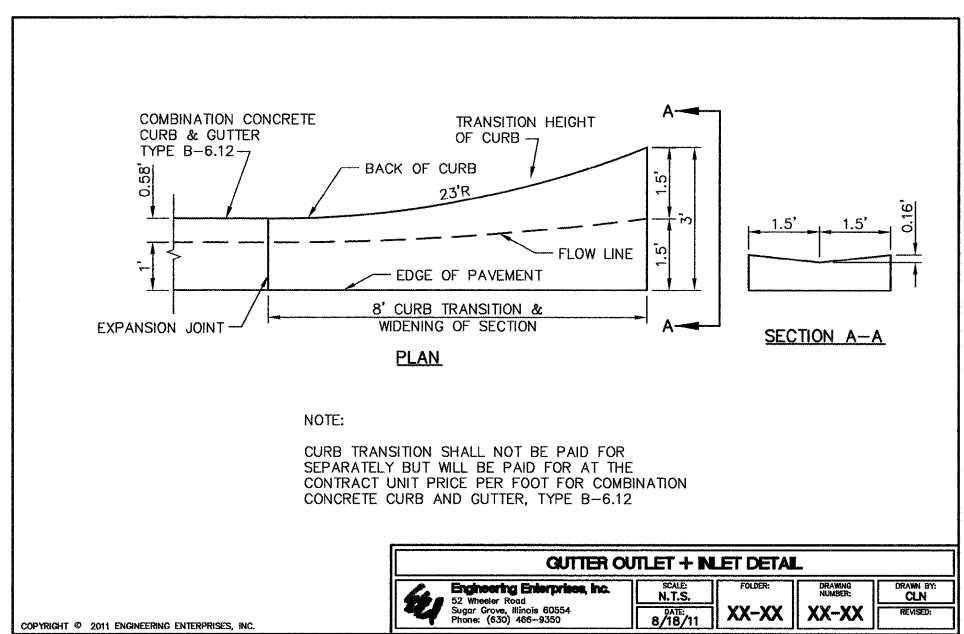 COMBINATION CONCRETE
CURB & GUTTER
TYPE B-6.12
TRANSITION HEIGHT
OF CURB
A
BACK OF CURB
0.58'
23'R
1.5'
3'
1.5'
1.5'
0.16'
FLOW LINE
1'
1.5'
EDGE OF PAVEMENT
8' CURB TRANSITION &
WIDENING OF SECTION
EXPANSION JOINT
A
SECTION A-A
PLAN
NOTE:
CURB TRANSITION SHALL NOT BE PAID FOR
SEPARATELY BUT WILL BE PAID FOR AT THE
CONTRACT UNIT PRICE PER FOOT FOR COMBINATION
CONCRETE CURB AND GUTTER, TYPE B-6.12
GUTTER OUTLET + INLET DETAIL
Engineering Enterprises, Inc.
52 Wheeler Road
Sugar Grove, Illinois 60554
Phone: (630) 466-9350
SCALE:
N.T.S.
DATE:
8/18/11
FOLDER:
XX-XX
DRAWING
NUMBER:
XX-XX
DRAWN BY:
CLN
REVISED:
COPYRIGHT © 2011 ENGINEERING ENTERPRISES, INC.